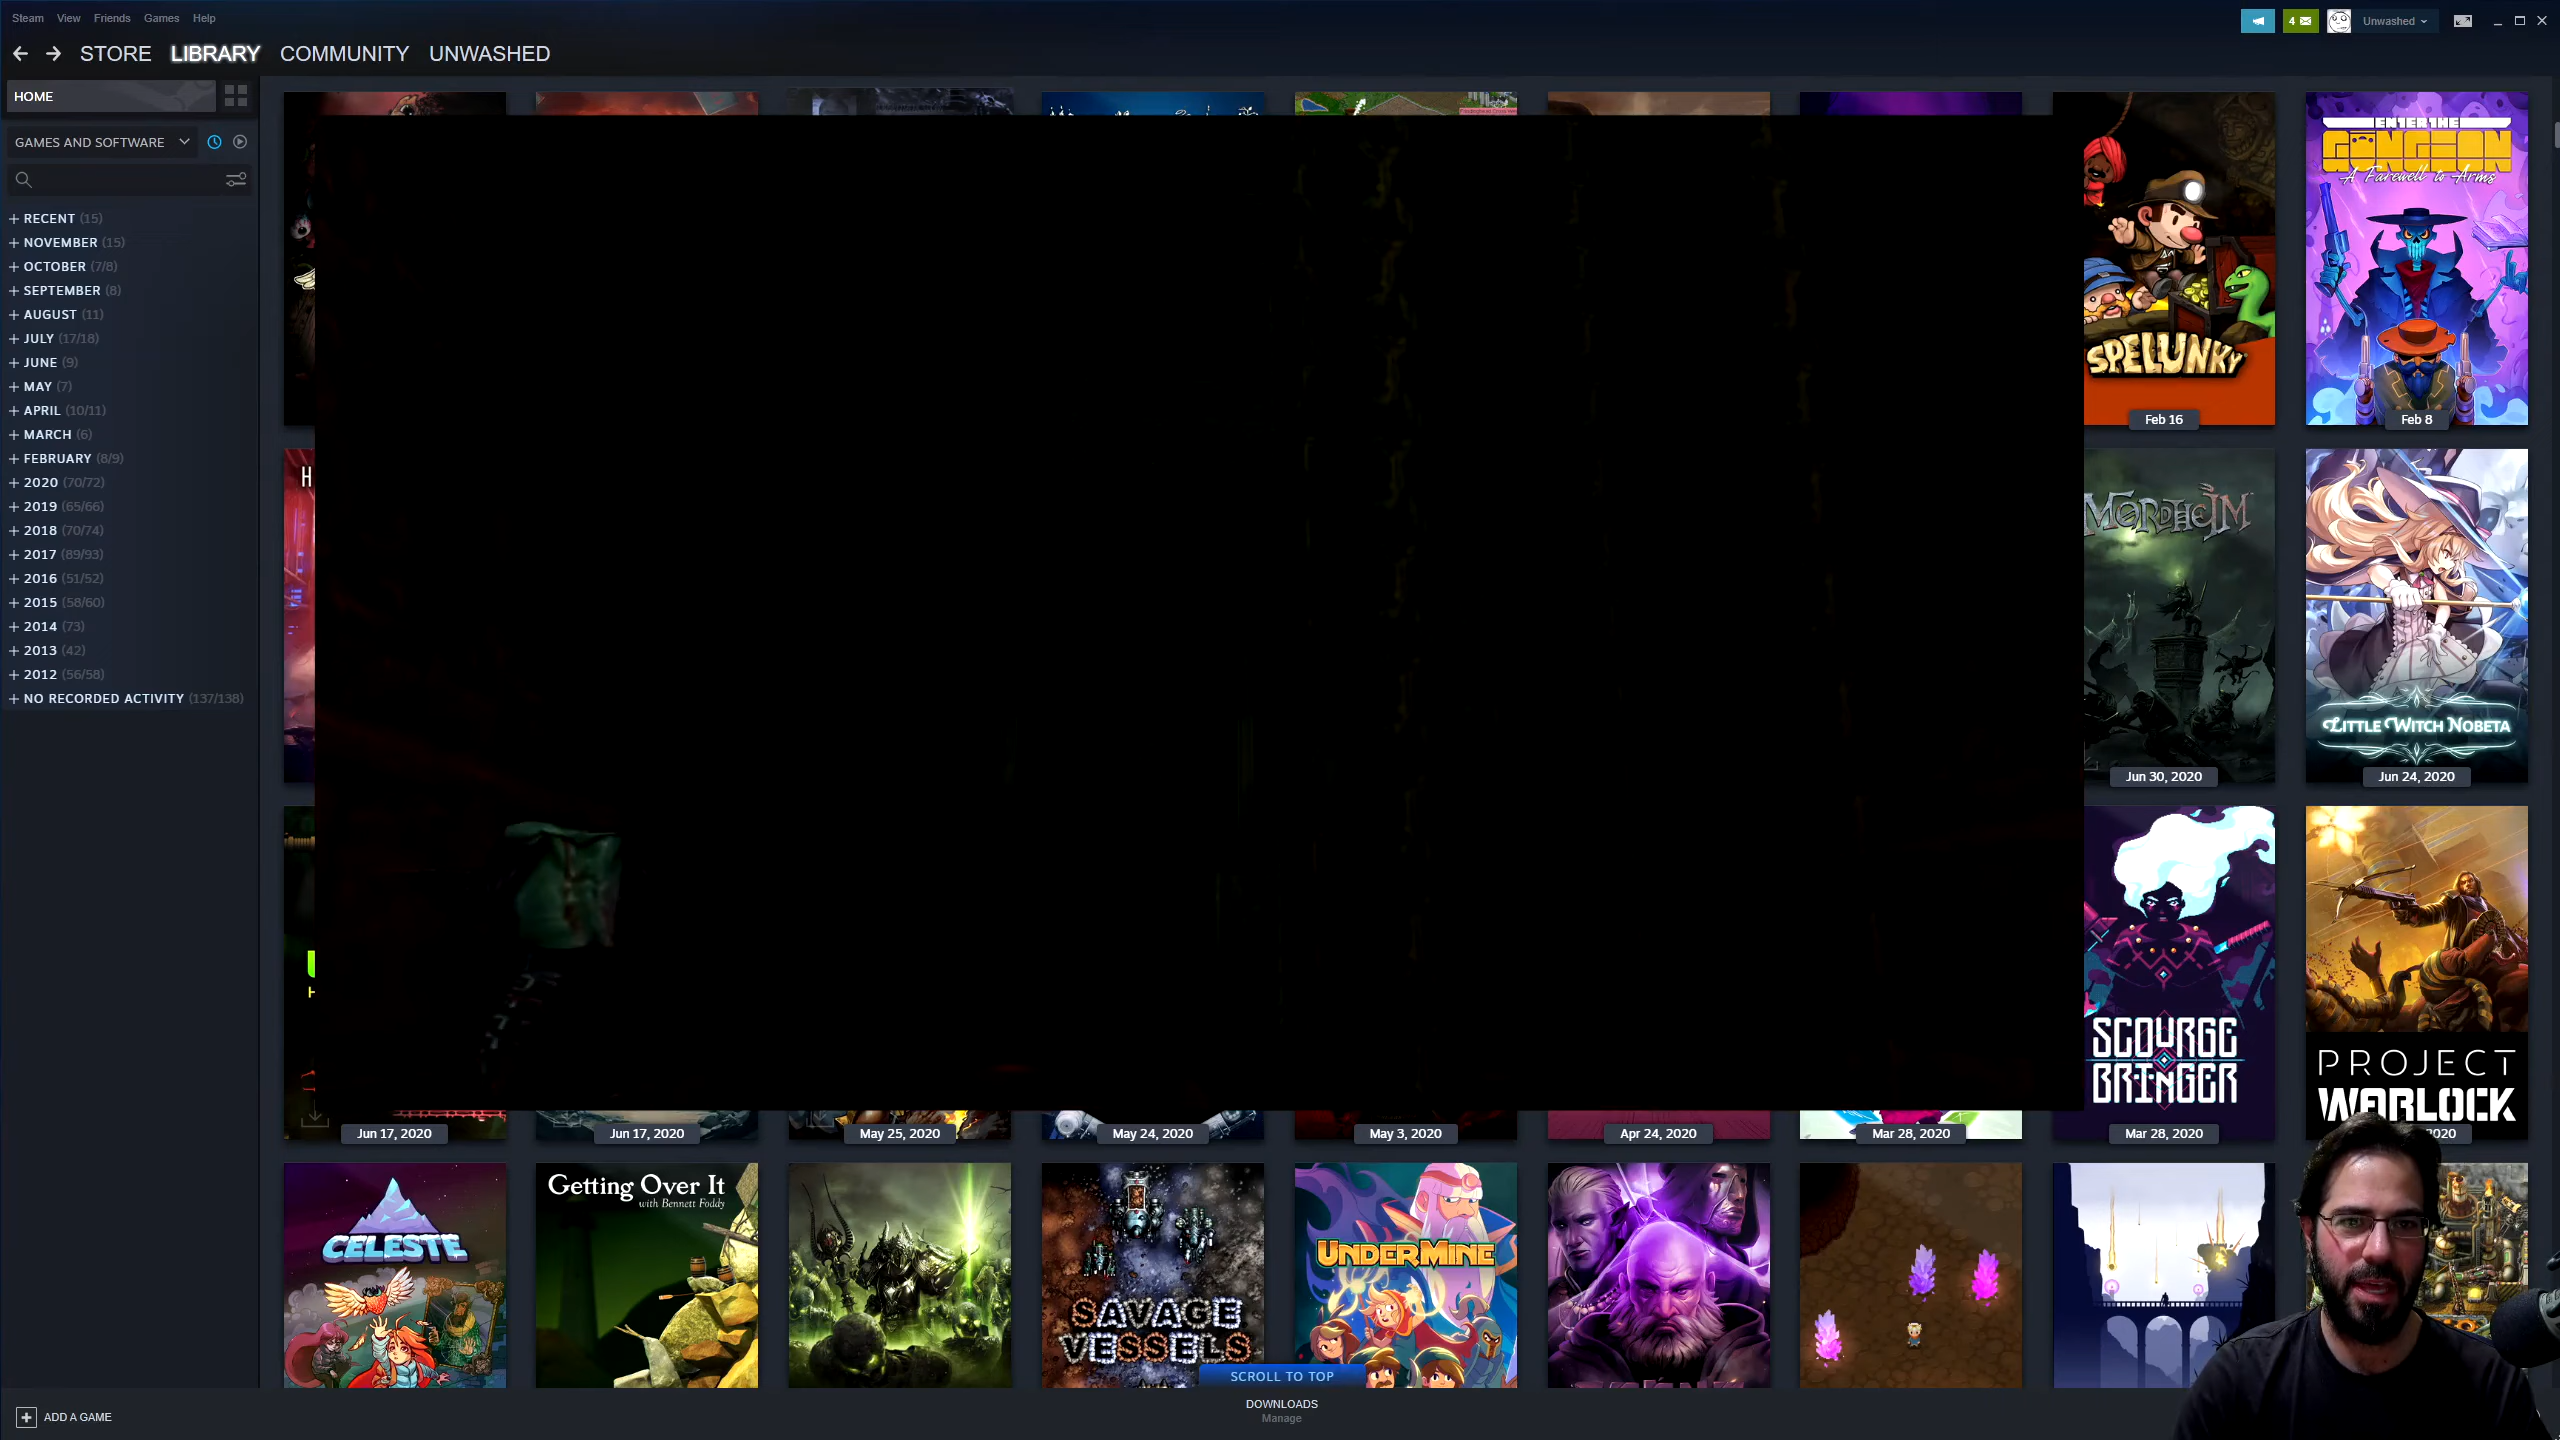 Steam View Friends Games Help
4
Unwashed
STORE LIBRARY COMMUNITY UNWASHED
HOME
GAMES AND SOFTWARE
RECENT (15)
NOVEMBER (15)
OCTOBER (7/8)
SEPTEMBER (8)
AUGUST (11)
JULY (17/18)
JUNE (9)
MAY (7)
APRIL (10/11)
MARCH (6)
FEBRUARY (8/9)
2020 (70/72)
2019 (65/66)
2018 (70/74)
2017 (89/93)
2016 (51/52)
2015 (58/60)
2014 (73)
2013 (42)
2012 (56/58)
NO RECORDED ACTIVITY (137/138)
SPELUNKY
Feb 16
ENTER THE
GUNGEON
A Farewell to Arms
Feb 8
H
MORDHEIM
Jun 30, 2020
LITTLE WITCH NOBETA
Jun 24, 2020
Jun 17, 2020
Jun 17, 2020
May 25, 2020
May 24, 2020
May 3, 2020
Apr 24, 2020
Mar 28, 2020
SCOURGE
BRINGER
Mar 28, 2020
PROJECT
WARLOCK
2020
CELESTE
Getting Over It
with Bennett Foddy
SAVAGE
VESSELS
UNDERMINE
SCROLL TO TOP
ADD A GAME
DOWNLOADS
Manage